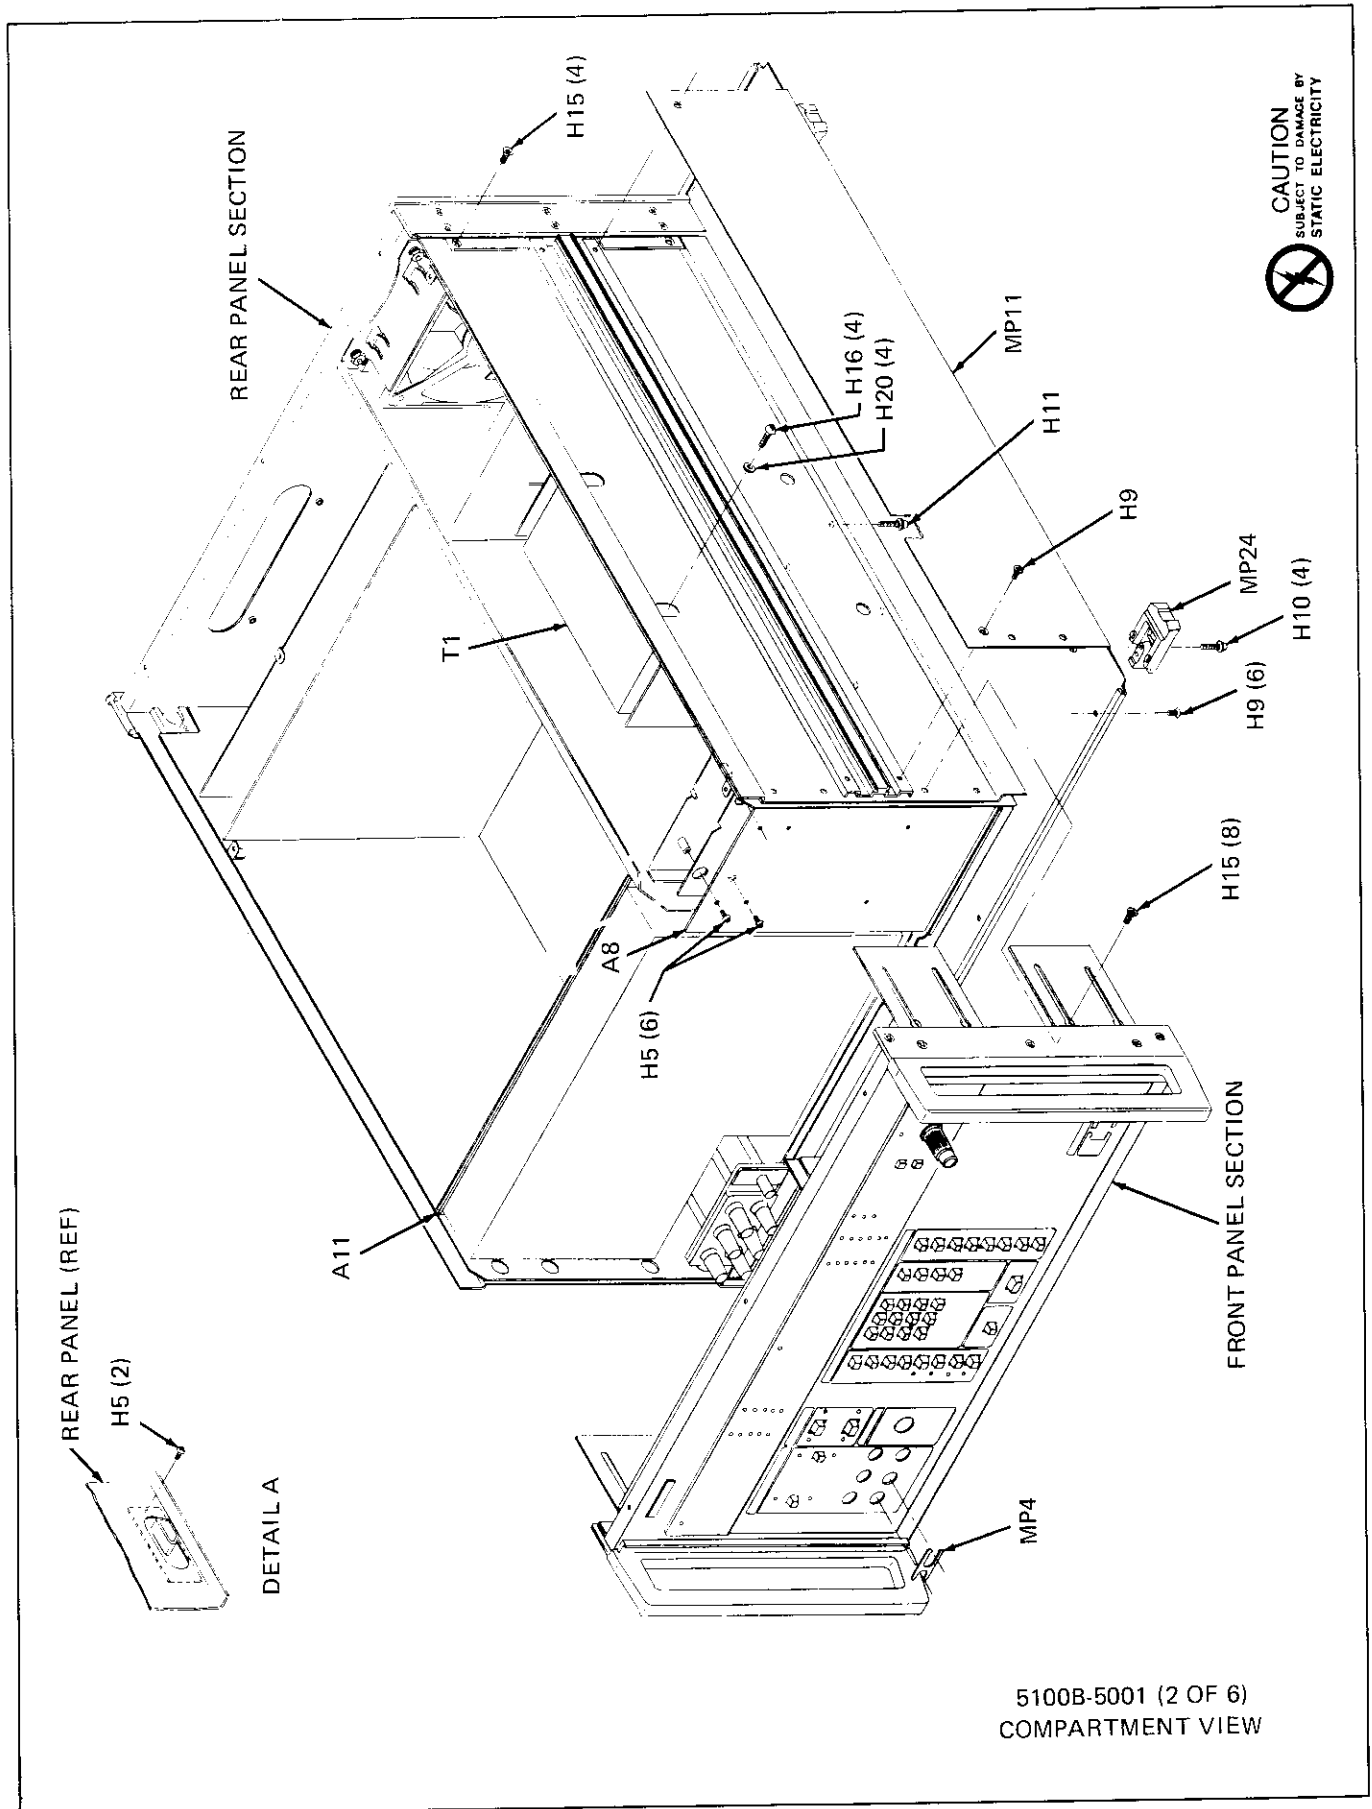 REAR PANEL (REF)
H5 (2)
DETAIL A
A11
REAR PANEL SECTION
H15 (4)
T1
A8
H5 (6)
H16 (4)
H20 (4)
MP11
H11
H9
MP24
H10 (4)
H9 (6)
H15 (8)
FRONT PANEL SECTION
MP4
CAUTION
SUBJECT TO DAMAGE BY
STATIC ELECTRICITY
5100B-5001 (2 OF 6)
COMPARTMENT VIEW